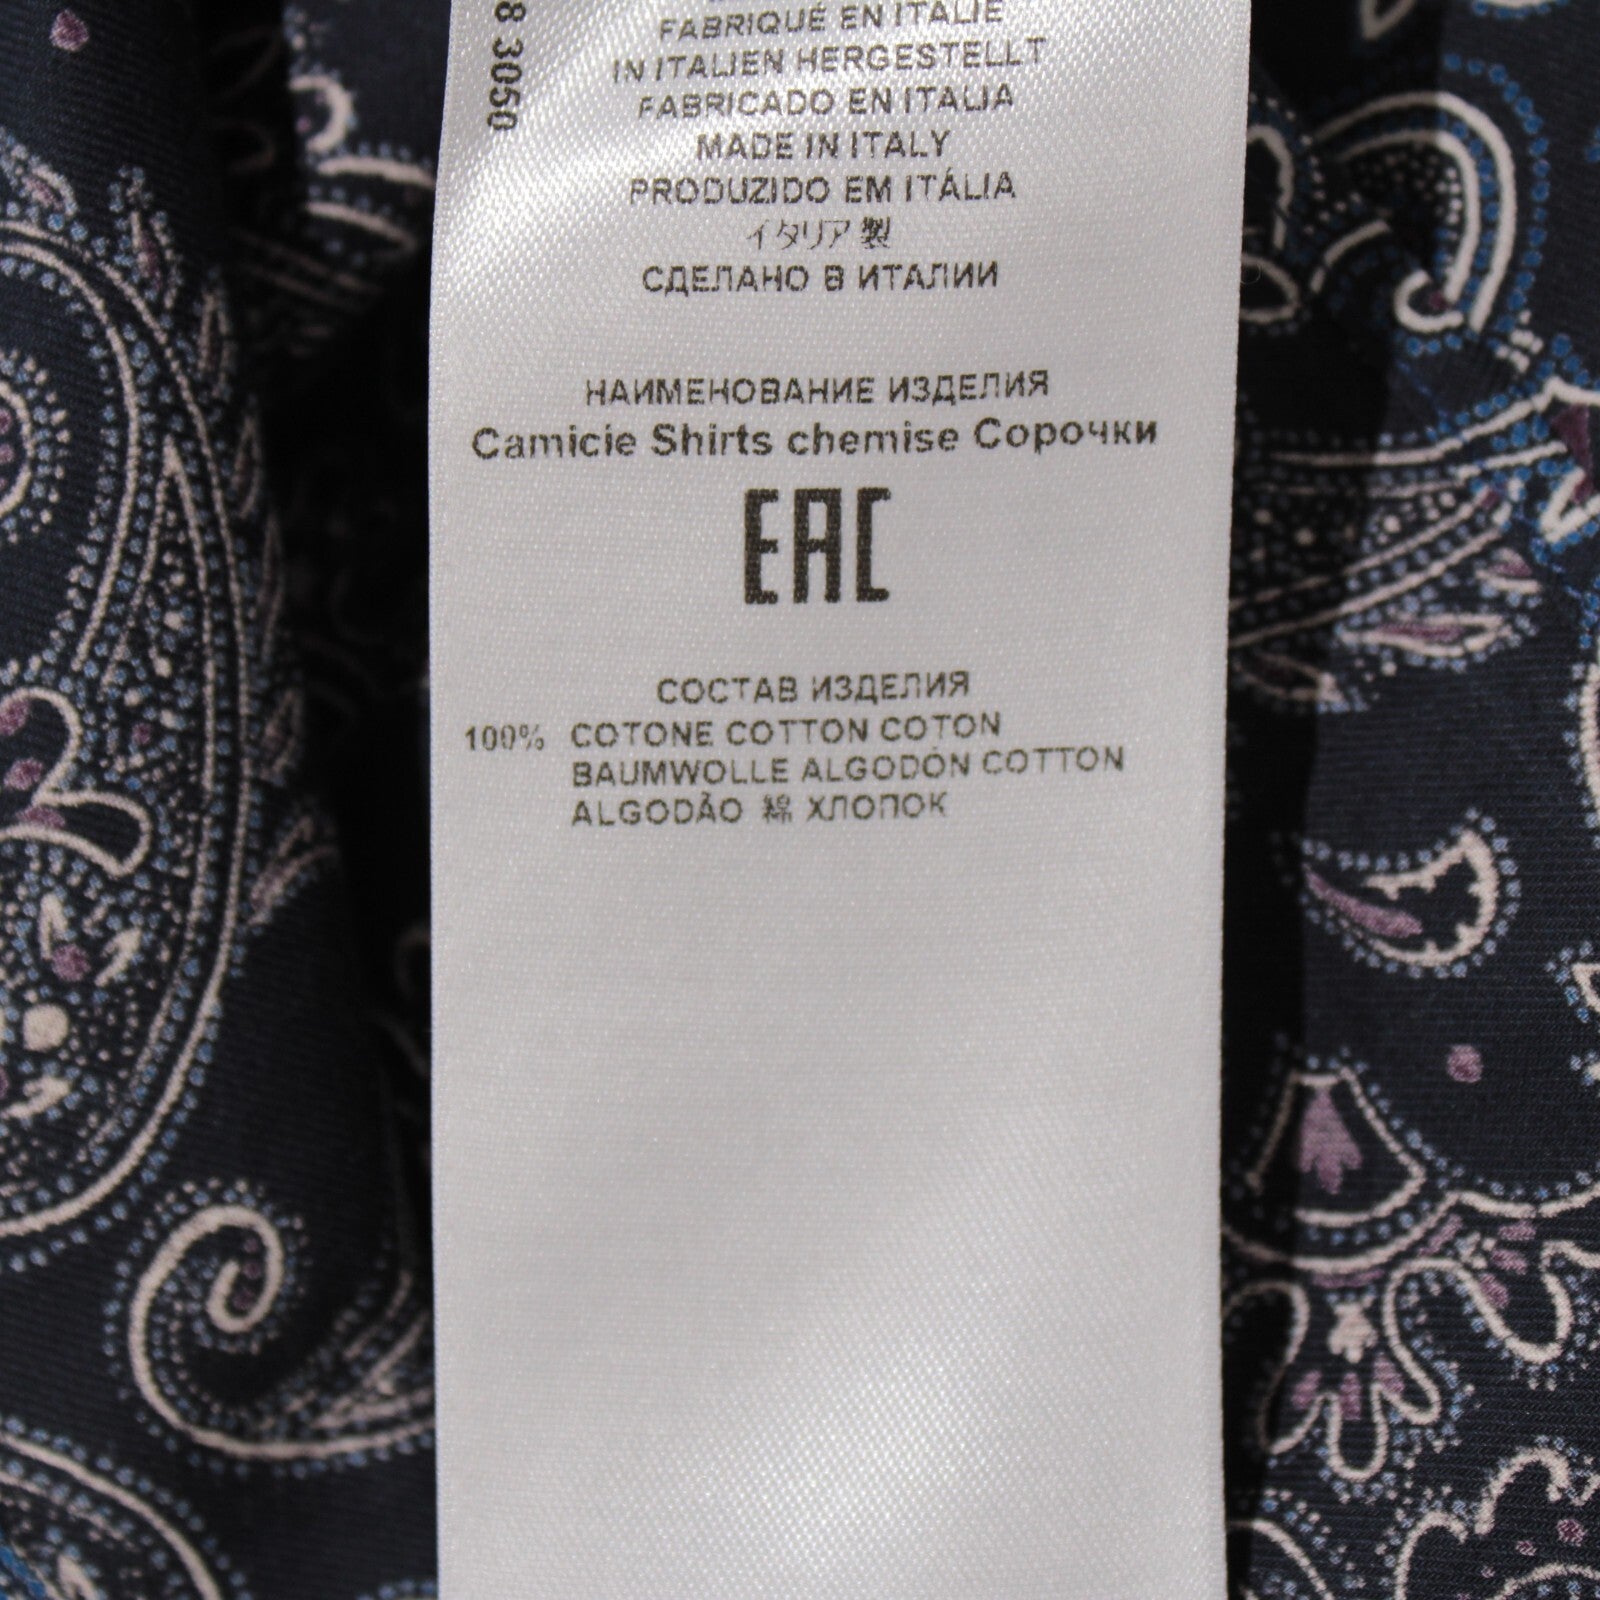 8 3050
FABRIQUÉ EN ITALIE
IN ITALIEN HERGESTELLT
FABRICADO EN ITALIA
MADE IN ITALY
PRODUZIDO EM ITÁLIA
イタリア製
СДЕЛАНО В ИТАЛИИ
НАИМЕНОВАНИЕ ИЗДЕЛИЯ
Camicie Shirts chemise Сорочки
EAC
СОСТАВ ИЗДЕЛИЯ
100% COTONE COTTON COTON
BAUMWOLLE ALGODÓN COTTON
ALGODÃO 綿 ХЛОПОК